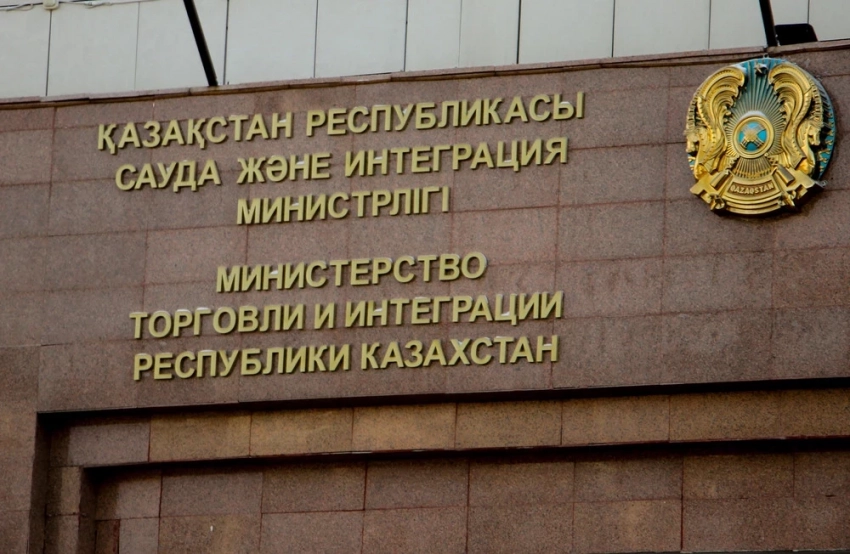 ҚАЗАҚСТАН РЕСПУБЛИКАСЫ
САУДА ЖӘНЕ ИНТЕГРАЦИЯ
МИНИСТРЛІГІ
МИНИСТЕРСТВО
ТОРГОВЛИ И ИНТЕГРАЦИИ
РЕСПУБЛИКИ КАЗАХСТАН
QAZAQSTAN